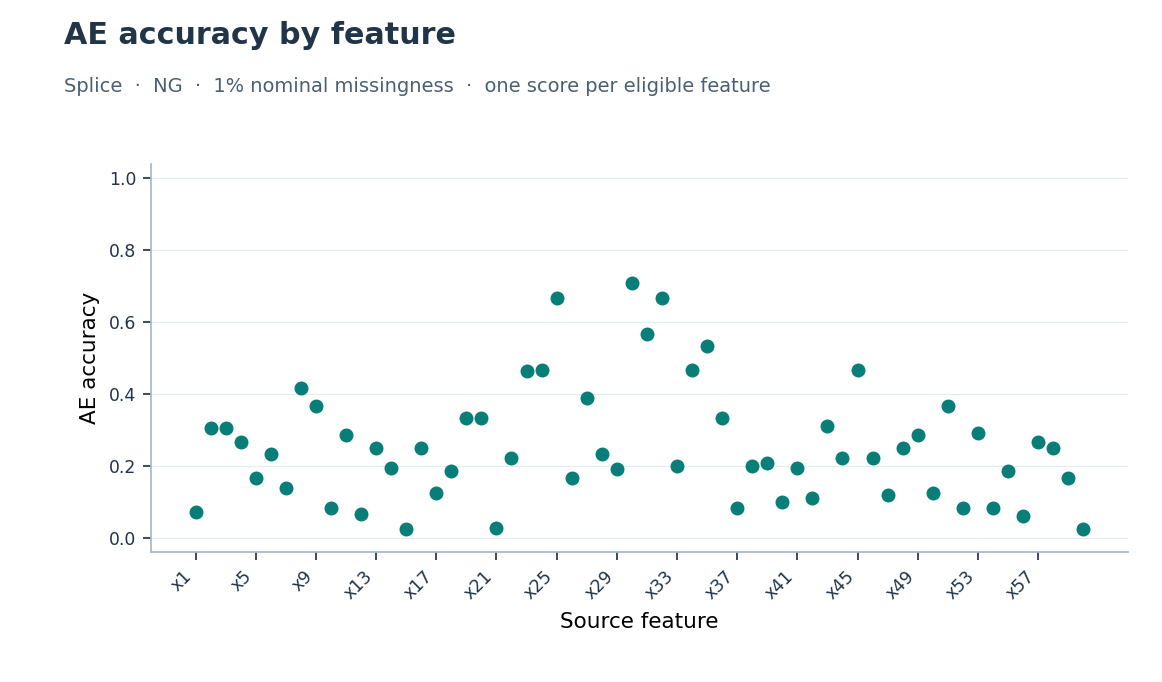 AE accuracy by feature
Splice · NG · 1% nominal missingness · one score per eligible feature
1.0
0.8
0.6
0.4
0.2
0.0
AE accuracy
x1 x5 x9 x13 x17 x21 x25 x29 x33 x37 x41 x45 x49 x53 x57
Source feature